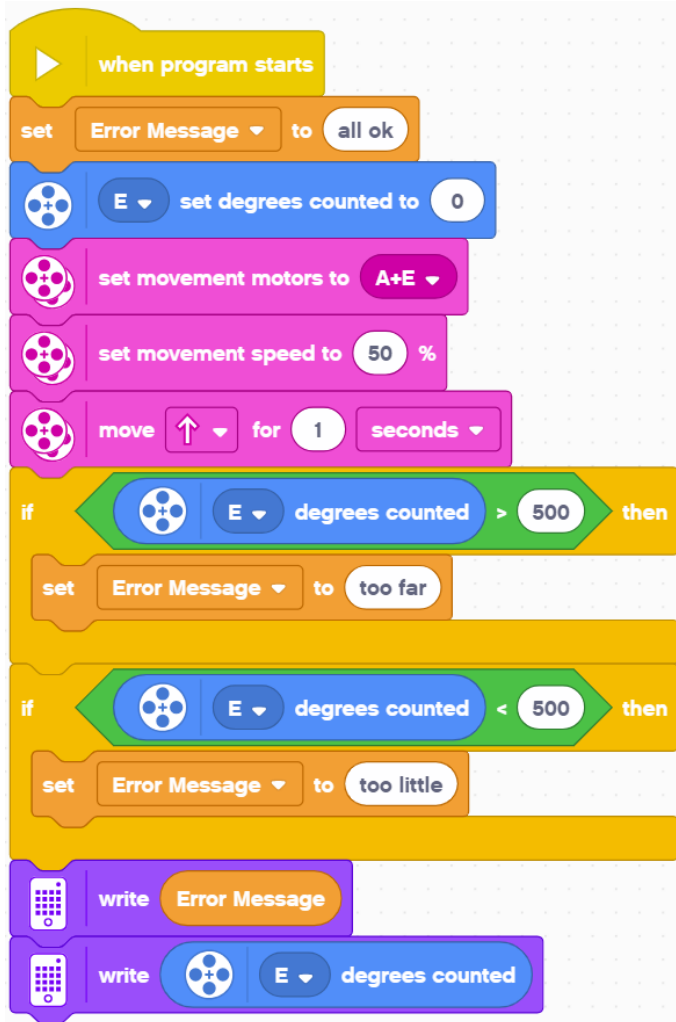 when program starts
set Error Message to all ok
E set degrees counted to 0
set movement motors to A+E
set movement speed to 50 %
move for 1 seconds
if E degrees counted > 500 then
set Error Message to too far
if E degrees counted < 500 then
set Error Message to too little
write Error Message
write E degrees counted